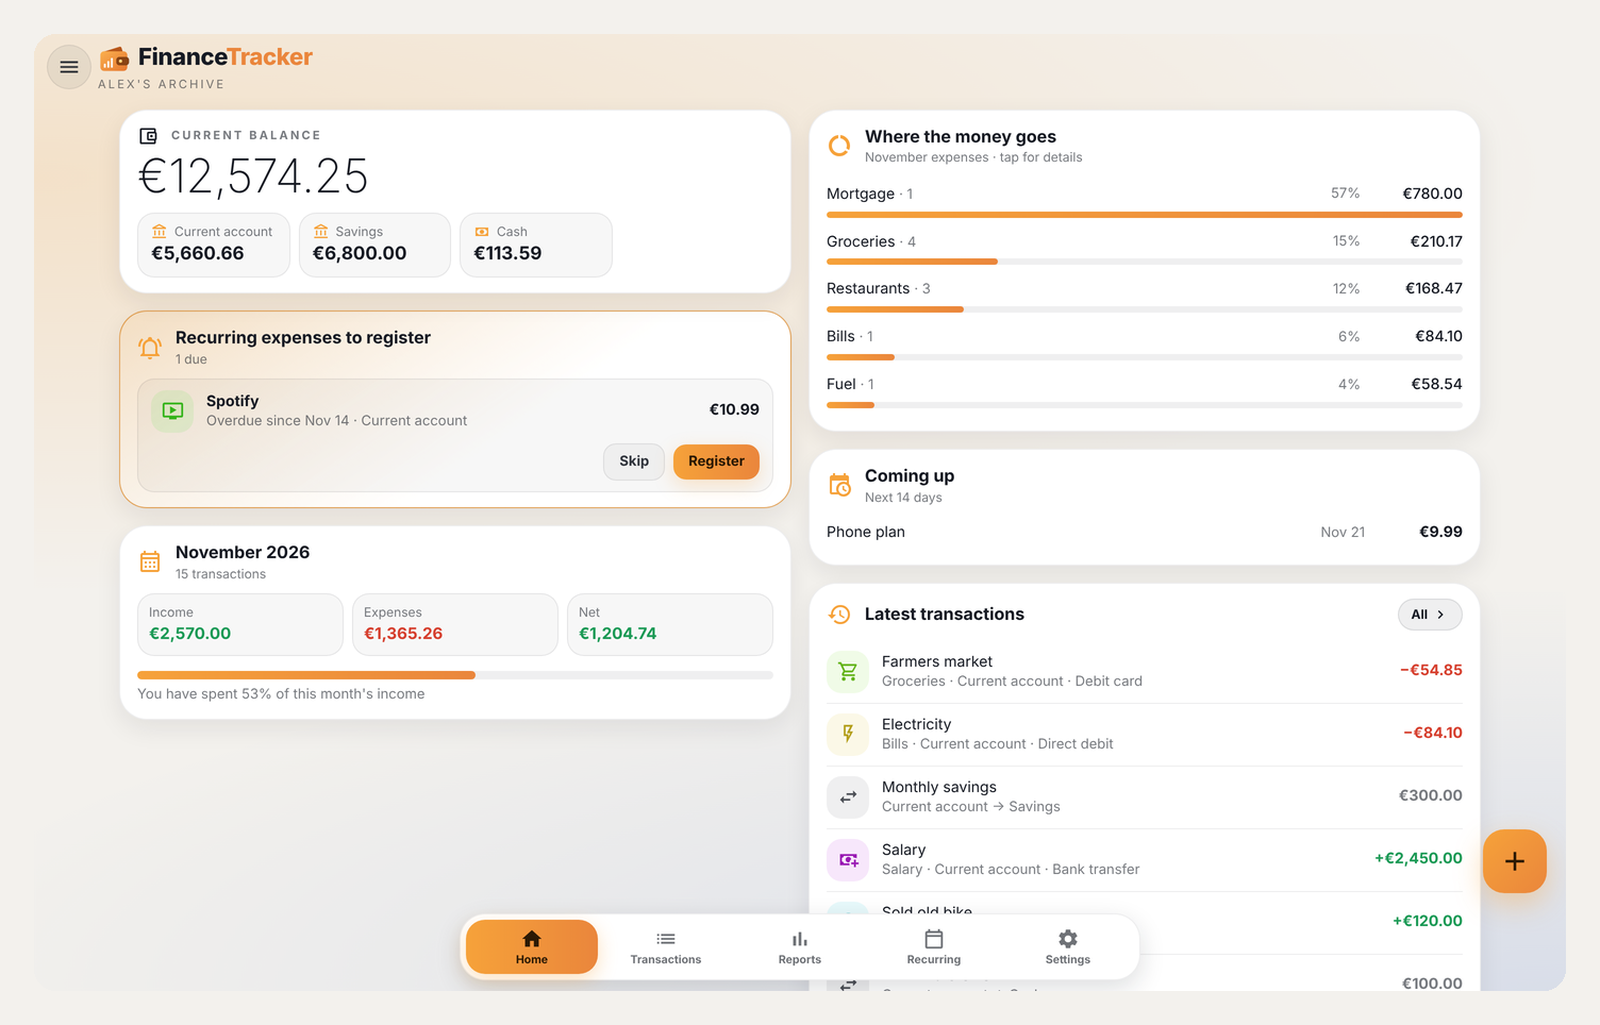 FinanceTracker
ALEX'S ARCHIVE
CURRENT BALANCE
€12,574.25
Current account
€5,660.66
Savings
€6,800.00
Cash
€113.59
Recurring expenses to register
1 due
Spotify
Overdue since Nov 14 · Current account
€10.99
Skip
Register
November 2026
15 transactions
Income
€2,570.00
Expenses
€1,365.26
Net
€1,204.74
You have spent 53% of this month's income
Where the money goes
November expenses · tap for details
Mortgage · 1 57% €780.00
Groceries · 4 15% €210.17
Restaurants · 3 12% €168.47
Bills · 1 6% €84.10
Fuel · 1 4% €58.54
Coming up
Next 14 days
Phone plan Nov 21 €9.99
Latest transactions
All
Farmers market
Groceries · Current account · Debit card
−€54.85
Electricity
Bills · Current account · Direct debit
−€84.10
Monthly savings
Current account → Savings
€300.00
Salary
Salary · Current account · Bank transfer
+€2,450.00
Sold old bike
+€120.00
€100.00
Home
Transactions
Reports
Recurring
Settings